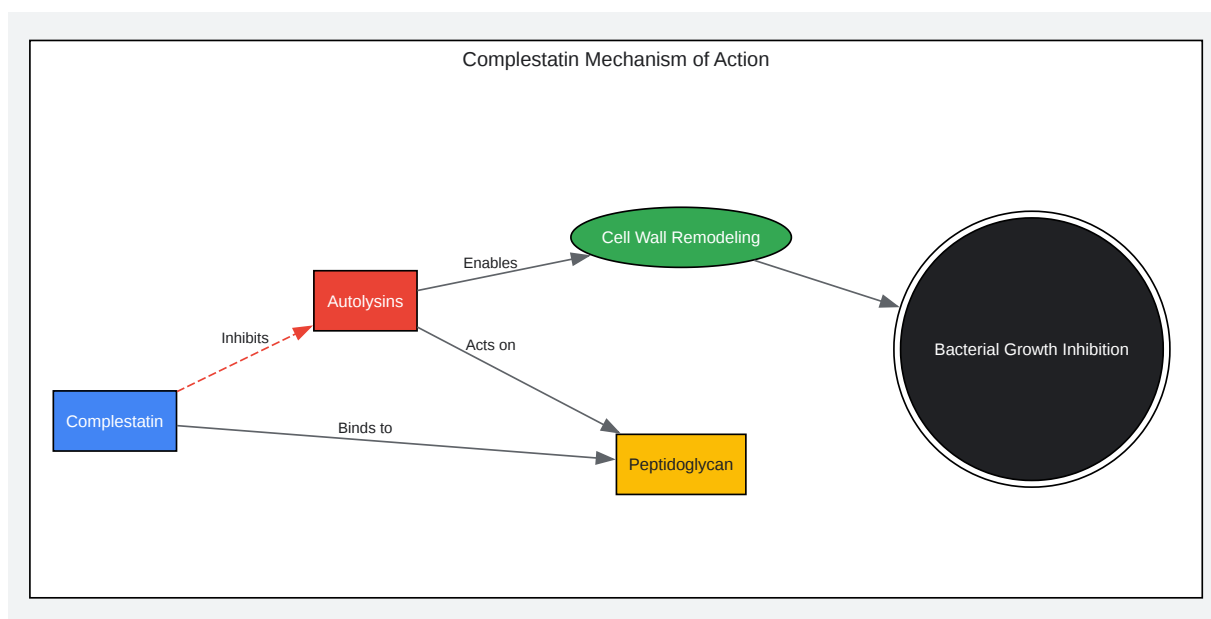 Complestatin Mechanism of Action
Cell Wall Remodeling
Enables
Autolysins
Inhibits
Acts on
Bacterial Growth Inhibition
Complestatin
Binds to
Peptidoglycan